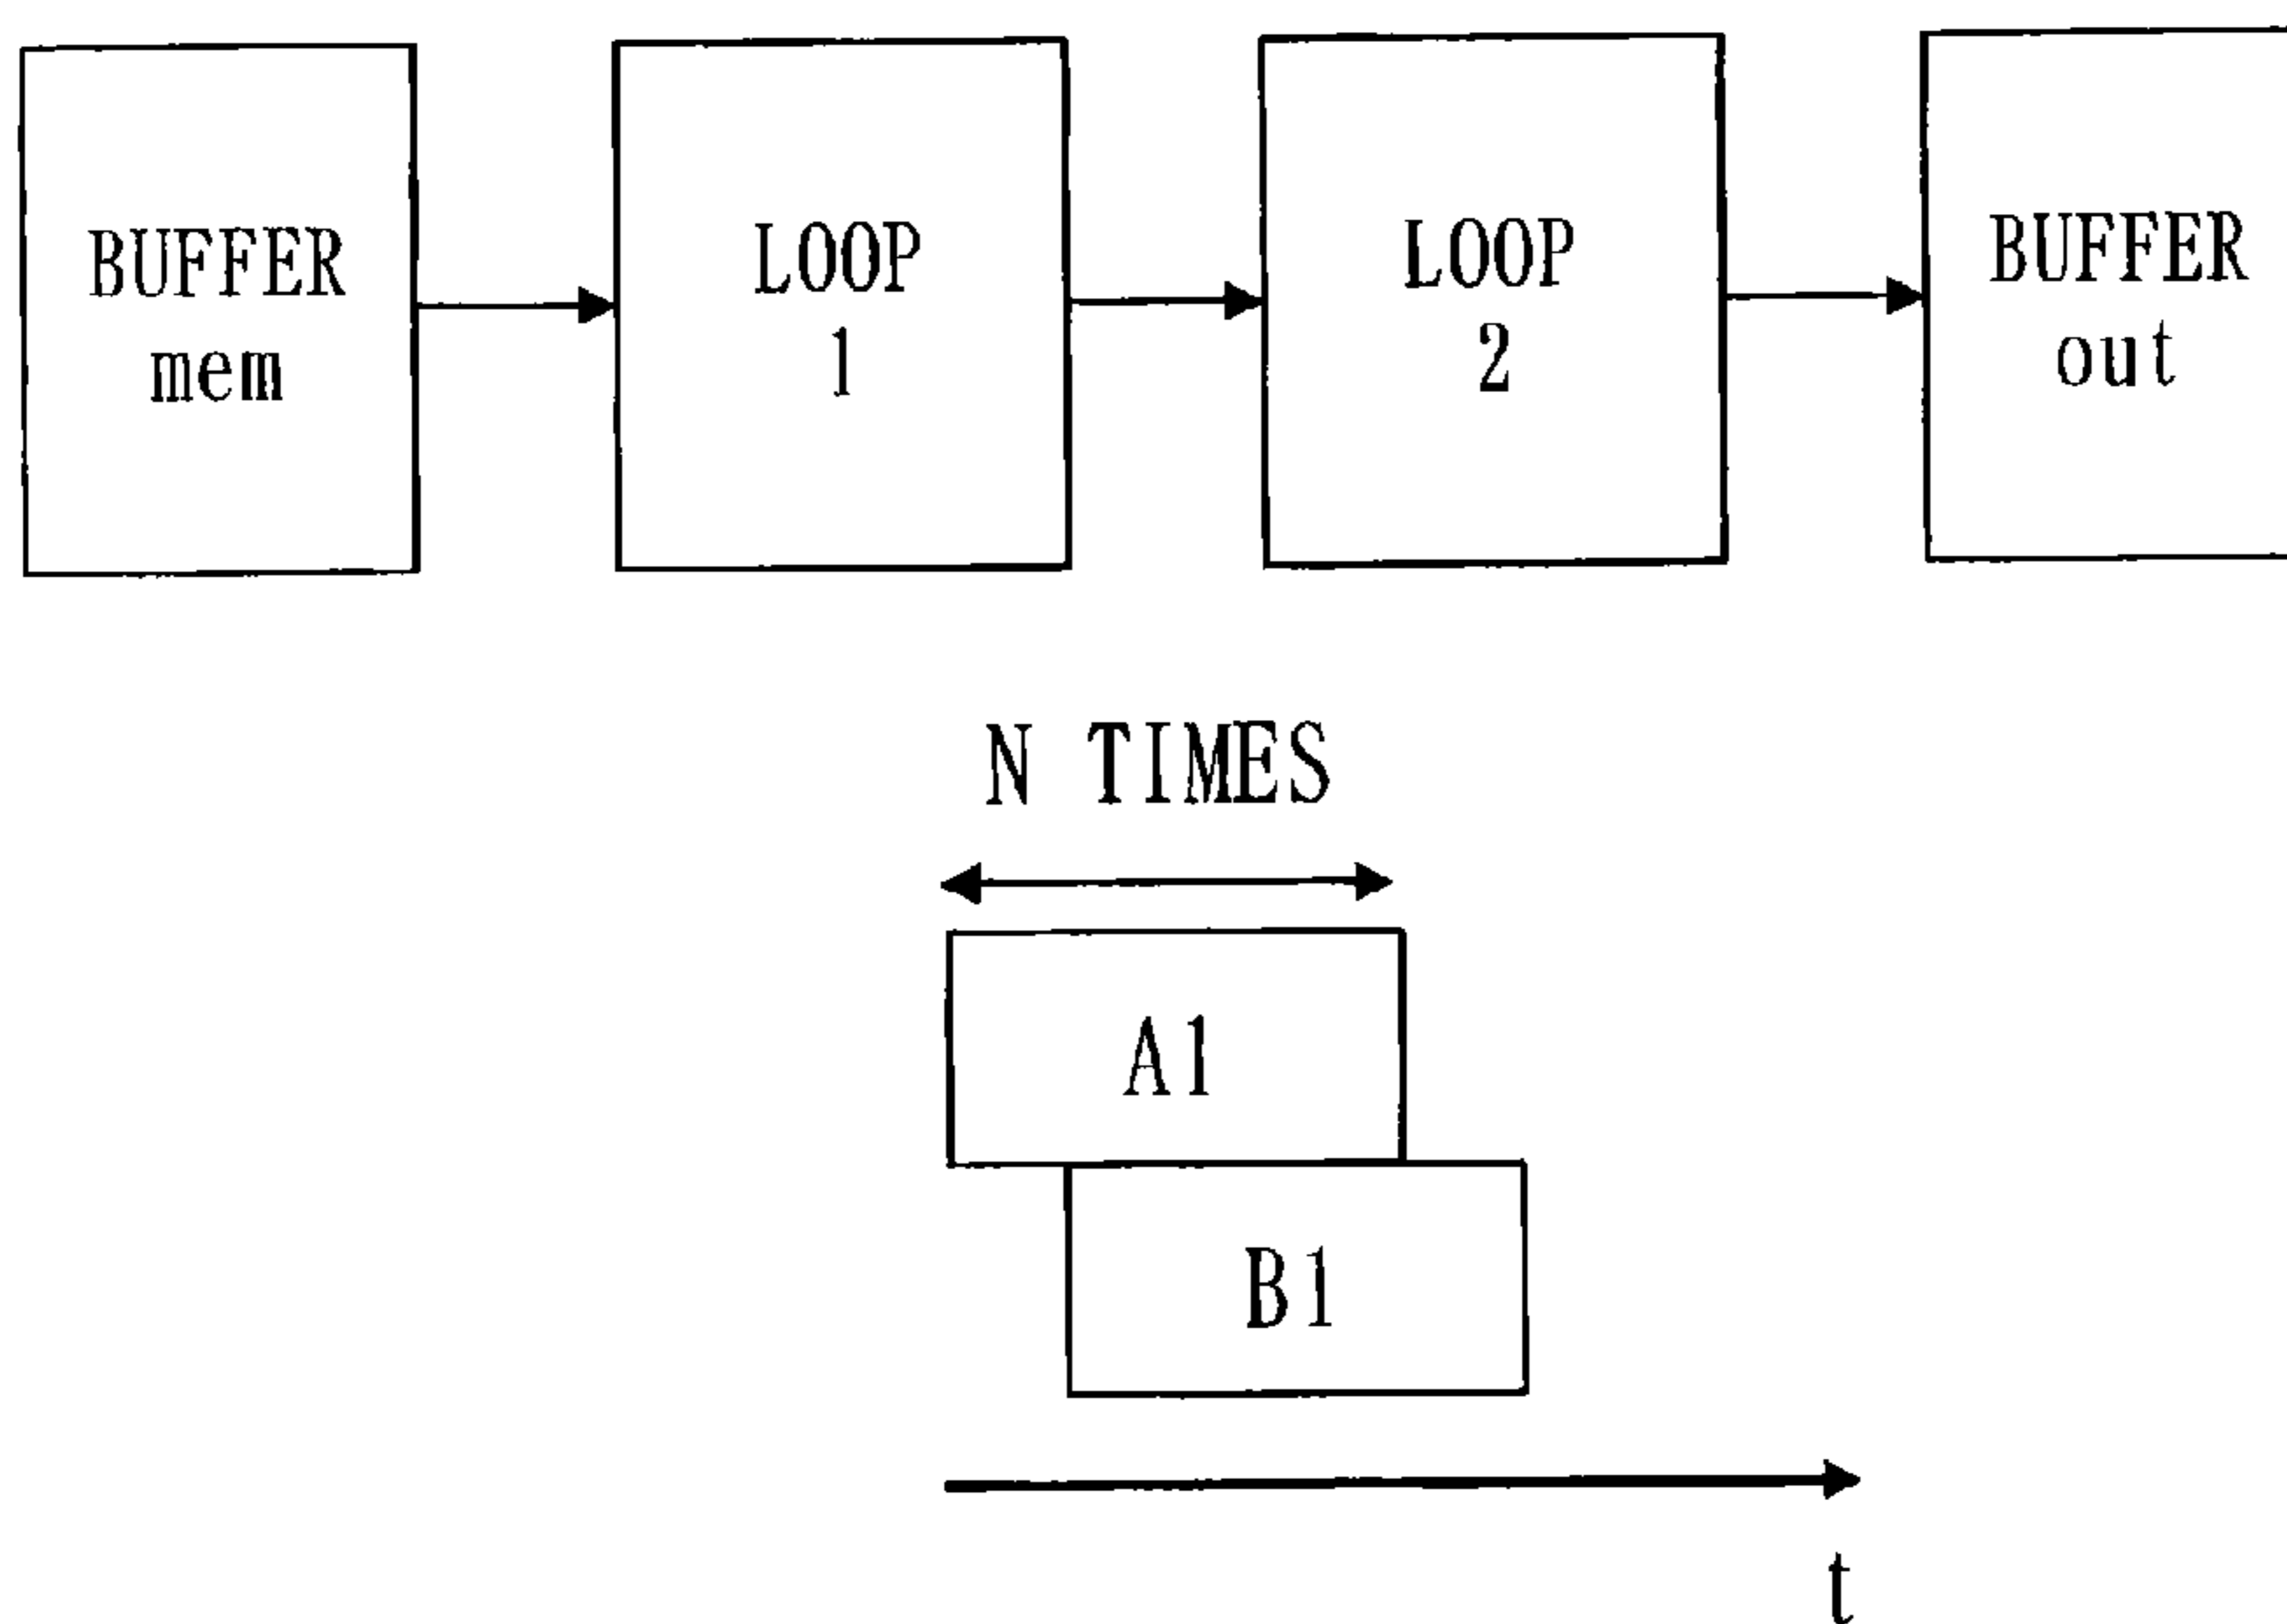 BUFFER
mem
LOOP
1
LOOP
2
BUFFER
out
N TIMES
A1
B1
t